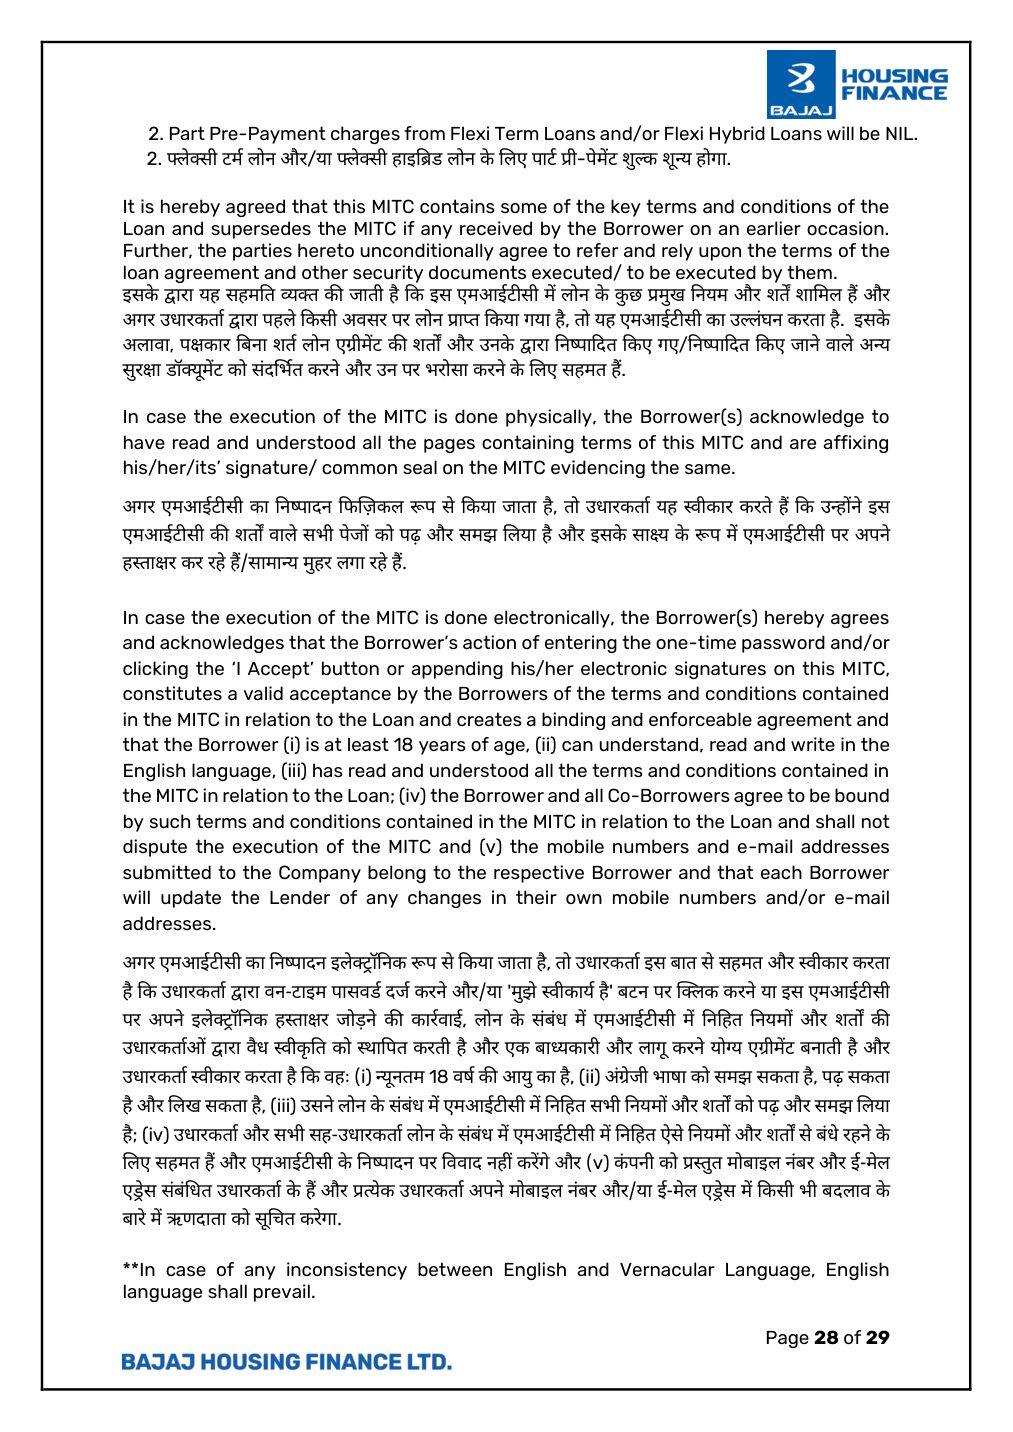 BAJAJ
HOUSING
FINANCE
2. Part Pre-Payment charges from Flexi Term Loans and/or Flexi Hybrid Loans will be NIL.
2. फ्लेक्सी टर्म लोन और/या फ्लेक्सी हाइब्रिड लोन के लिए पार्ट प्री-पेमेंट शुल्क शून्य होगा.
It is hereby agreed that this MITC contains some of the key terms and conditions of the
Loan and supersedes the MITC if any received by the Borrower on an earlier occasion.
Further, the parties hereto unconditionally agree to refer and rely upon the terms of the
loan agreement and other security documents executed/ to be executed by them.
इसके द्वारा यह सहमति व्यक्त की जाती है कि इस एमआईटीसी में लोन के कुछ प्रमुख नियम और शर्तें शामिल हैं और
अगर उधारकर्ता द्वारा पहले किसी अवसर पर लोन प्राप्त किया गया है, तो यह एमआईटीसी का उल्लंघन करता है. इसके
अलावा, पक्षकार बिना शर्त लोन एग्रीमेंट की शर्तों और उनके द्वारा निष्पादित किए गए/निष्पादित किए जाने वाले अन्य
सुरक्षा डॉक्यूमेंट को संदर्भित करने और उन पर भरोसा करने के लिए सहमत हैं.
In case the execution of the MITC is done physically, the Borrower(s) acknowledge to
have read and understood all the pages containing terms of this MITC and are affixing
his/her/its’ signature/ common seal on the MITC evidencing the same.
अगर एमआईटीसी का निष्पादन फिज़िकल रूप से किया जाता है, तो उधारकर्ता यह स्वीकार करते हैं कि उन्होंने इस
एमआईटीसी की शर्तों वाले सभी पेजों को पढ़ और समझ लिया है और इसके साक्ष्य के रूप में एमआईटीसी पर अपने
हस्ताक्षर कर रहे हैं/सामान्य मुहर लगा रहे हैं.
In case the execution of the MITC is done electronically, the Borrower(s) hereby agrees
and acknowledges that the Borrower’s action of entering the one-time password and/or
clicking the ‘I Accept’ button or appending his/her electronic signatures on this MITC,
constitutes a valid acceptance by the Borrowers of the terms and conditions contained
in the MITC in relation to the Loan and creates a binding and enforceable agreement and
that the Borrower (i) is at least 18 years of age, (ii) can understand, read and write in the
English language, (iii) has read and understood all the terms and conditions contained in
the MITC in relation to the Loan; (iv) the Borrower and all Co-Borrowers agree to be bound
by such terms and conditions contained in the MITC in relation to the Loan and shall not
dispute the execution of the MITC and (v) the mobile numbers and e-mail addresses
submitted to the Company belong to the respective Borrower and that each Borrower
will update the Lender of any changes in their own mobile numbers and/or e-mail
addresses.
अगर एमआईटीसी का निष्पादन इलेक्ट्रॉनिक रूप से किया जाता है, तो उधारकर्ता इस बात से सहमत और स्वीकार करता
है कि उधारकर्ता द्वारा वन-टाइम पासवर्ड दर्ज करने और/या 'मुझे स्वीकार्य है' बटन पर क्लिक करने या इस एमआईटीसी
पर अपने इलेक्ट्रॉनिक हस्ताक्षर जोड़ने की कार्रवाई, लोन के संबंध में एमआईटीसी में निहित नियमों और शर्तों की
उधारकर्ताओं द्वारा वैध स्वीकृति को स्थापित करती है और एक बाध्यकारी और लागू करने योग्य एग्रीमेंट बनाती है और
उधारकर्ता स्वीकार करता है कि वहः (i) न्यूनतम 18 वर्ष की आयु का है, (ii) अंग्रेजी भाषा को समझ सकता है, पढ़ सकता
है और लिख सकता है, (iii) उसने लोन के संबंध में एमआईटीसी में निहित सभी नियमों और शर्तों को पढ़ और समझ लिया
है; (iv) उधारकर्ता और सभी सह-उधारकर्ता लोन के संबंध में एमआईटीसी में निहित ऐसे नियमों और शर्तों से बंधे रहने के
लिए सहमत हैं और एमआईटीसी के निष्पादन पर विवाद नहीं करेंगे और (v) कंपनी को प्रस्तुत मोबाइल नंबर और ई-मेल
एड्रेस संबंधित उधारकर्ता के हैं और प्रत्येक उधारकर्ता अपने मोबाइल नंबर और/या ई-मेल एड्रेस में किसी भी बदलाव के
बारे में ऋणदाता को सूचित करेगा.
**In case of any inconsistency between English and Vernacular Language, English
language shall prevail.
Page 28 of 29
BAJAJ HOUSING FINANCE LTD.